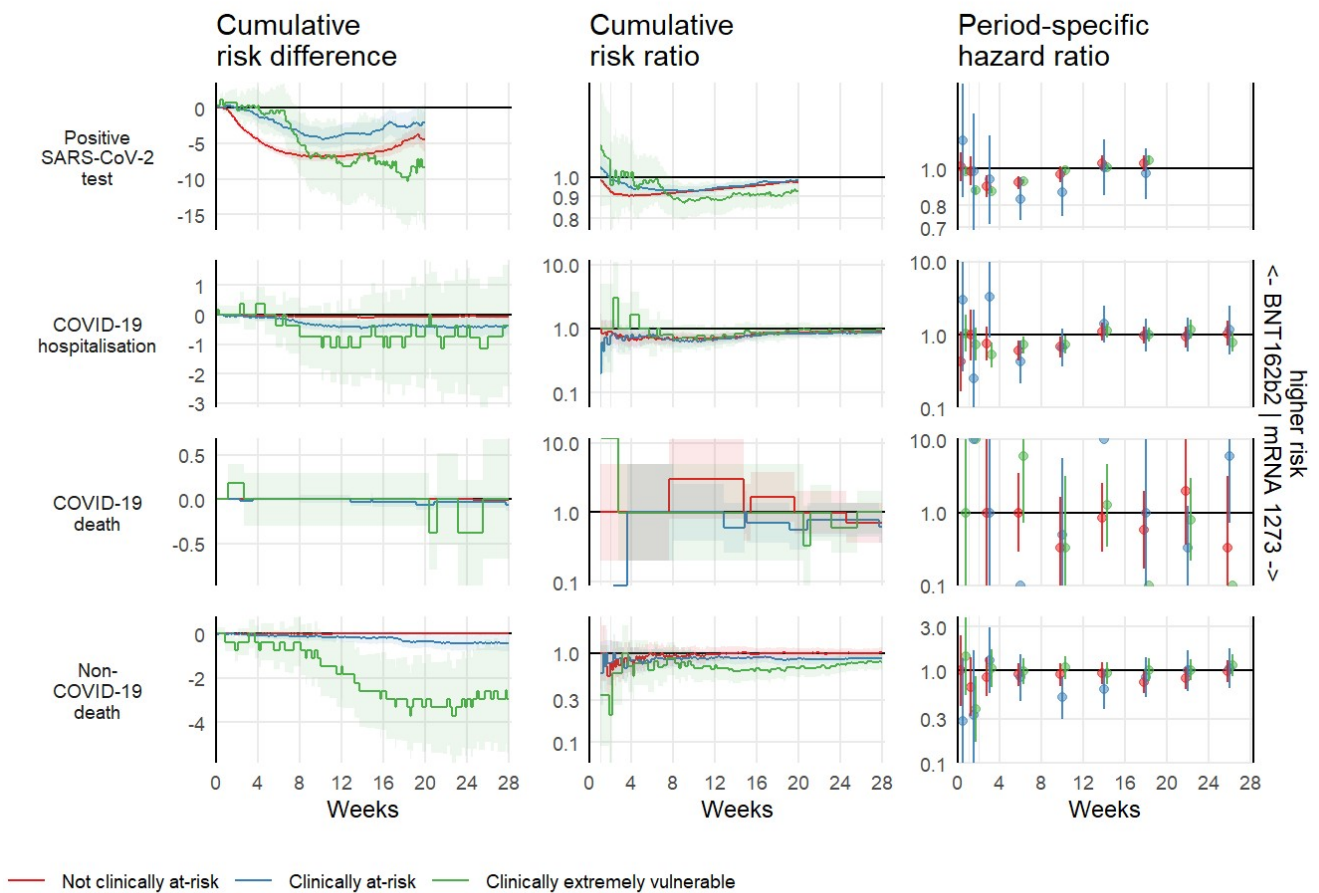 Cumulative
risk difference
Cumulative
risk ratio
Period-specific
hazard ratio
Positive
SARS-CoV-2
test
0
-5
-10
-15
1.0
0.9
0.8
1.0
0.8
0.7
COVID-19
hospitalisation
1
0
-1
-2
-3
10.0
1.0
0.1
10.0
1.0
0.1
COVID-19
death
0.5
0.0
-0.5
10.0
1.0
0.1
10.0
1.0
0.1
Non-
COVID-19
death
0
-2
-4
1.0
0.3
0.1
3.0
1.0
0.3
0.1
0 4 8 12 16 20 24 28
0 4 8 12 16 20 24 28
0 4 8 12 16 20 24 28
Weeks
Weeks
Weeks
higher risk
<- BNT162b2 | mRNA 1273 ->
Not clinically at-risk
Clinically at-risk
Clinically extremely vulnerable